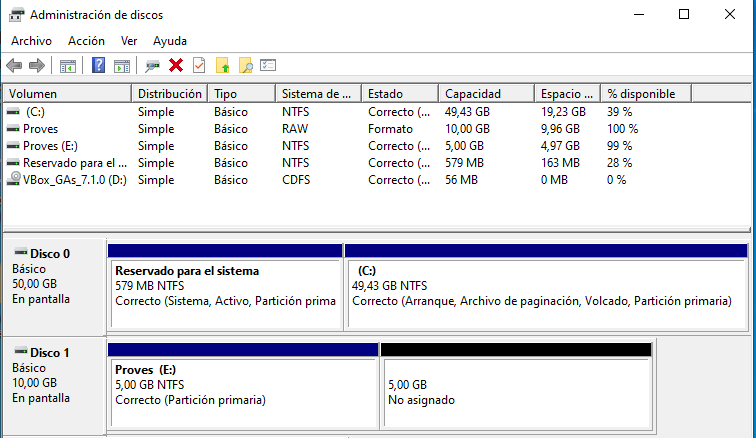 Administración de discos
Archivo Acción Ver Ayuda
Volumen Distribución Tipo Sistema de ... Estado Capacidad Espacio ... % disponible
(C:) Simple Básico NTFS Correcto (... 49,43 GB 19,23 GB 39 %
Proves Simple Básico RAW Formato 10,00 GB 9,96 GB 100 %
Proves (E:) Simple Básico NTFS Correcto (... 5,00 GB 4,97 GB 99 %
Reservado para el ... Simple Básico NTFS Correcto (... 579 MB 163 MB 28 %
VBox_GAs_7.1.0 (D:) Simple Básico CDFS Correcto (... 56 MB 0 MB 0 %
Disco 0
Básico
50,00 GB
En pantalla
Reservado para el sistema
579 MB NTFS
Correcto (Sistema, Activo, Partición prima
(C:)
49,43 GB NTFS
Correcto (Arranque, Archivo de paginación, Volcado, Partición primaria)
Disco 1
Básico
10,00 GB
En pantalla
Proves (E:)
5,00 GB NTFS
Correcto (Partición primaria)
5,00 GB
No asignado